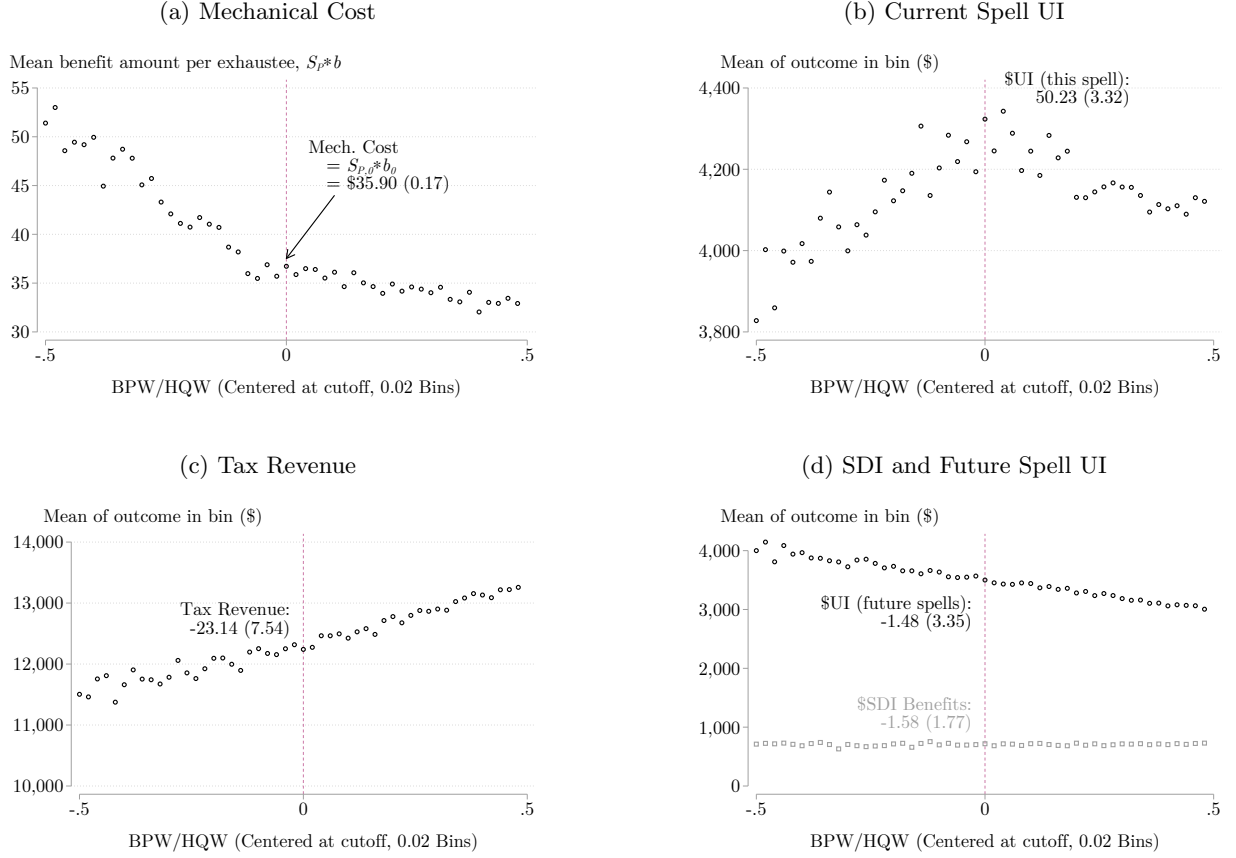 (a) Mechanical Cost
Mean benefit amount per exhaustee, S_P*b
55
50
45
40
35
30
Mech. Cost
= S_{P,0}*b_0
= $35.90 (0.17)
-.5
0
.5
BPW/HQW (Centered at cutoff, 0.02 Bins)
(b) Current Spell UI
Mean of outcome in bin ($)
4,400
4,200
4,000
3,800
$UI (this spell):
50.23 (3.32)
-.5
0
.5
BPW/HQW (Centered at cutoff, 0.02 Bins)
(c) Tax Revenue
Mean of outcome in bin ($)
14,000
13,000
12,000
11,000
10,000
Tax Revenue:
-23.14 (7.54)
-.5
0
.5
BPW/HQW (Centered at cutoff, 0.02 Bins)
(d) SDI and Future Spell UI
Mean of outcome in bin ($)
4,000
3,000
2,000
1,000
0
$UI (future spells):
-1.48 (3.35)
$SDI Benefits:
-1.58 (1.77)
-.5
0
.5
BPW/HQW (Centered at cutoff, 0.02 Bins)